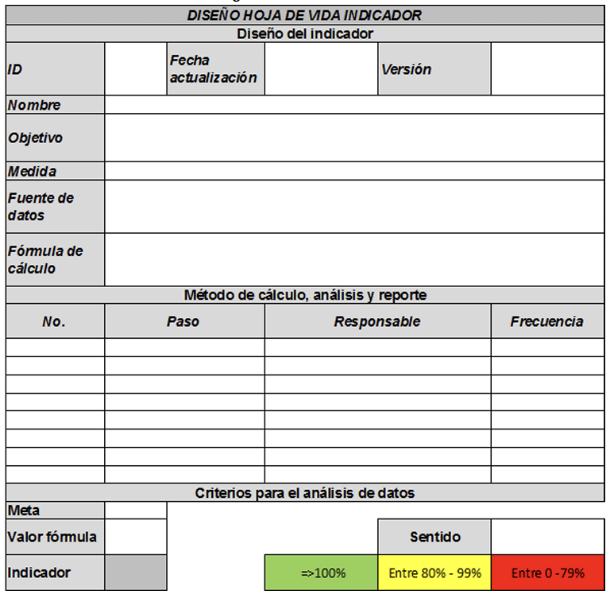 DISEÑO HOJA DE VIDA INDICADOR
Diseño del indicador
ID
Fecha
actualización
Versión
Nombre
Objetivo
Medida
Fuente de
datos
Fórmula de
cálculo
Método de cálculo, análisis y reporte
No. Paso Responsable Frecuencia
Criterios para el análisis de datos
Meta
Valor fórmula Sentido
Indicador =>100% Entre 80% - 99% Entre 0 -79%